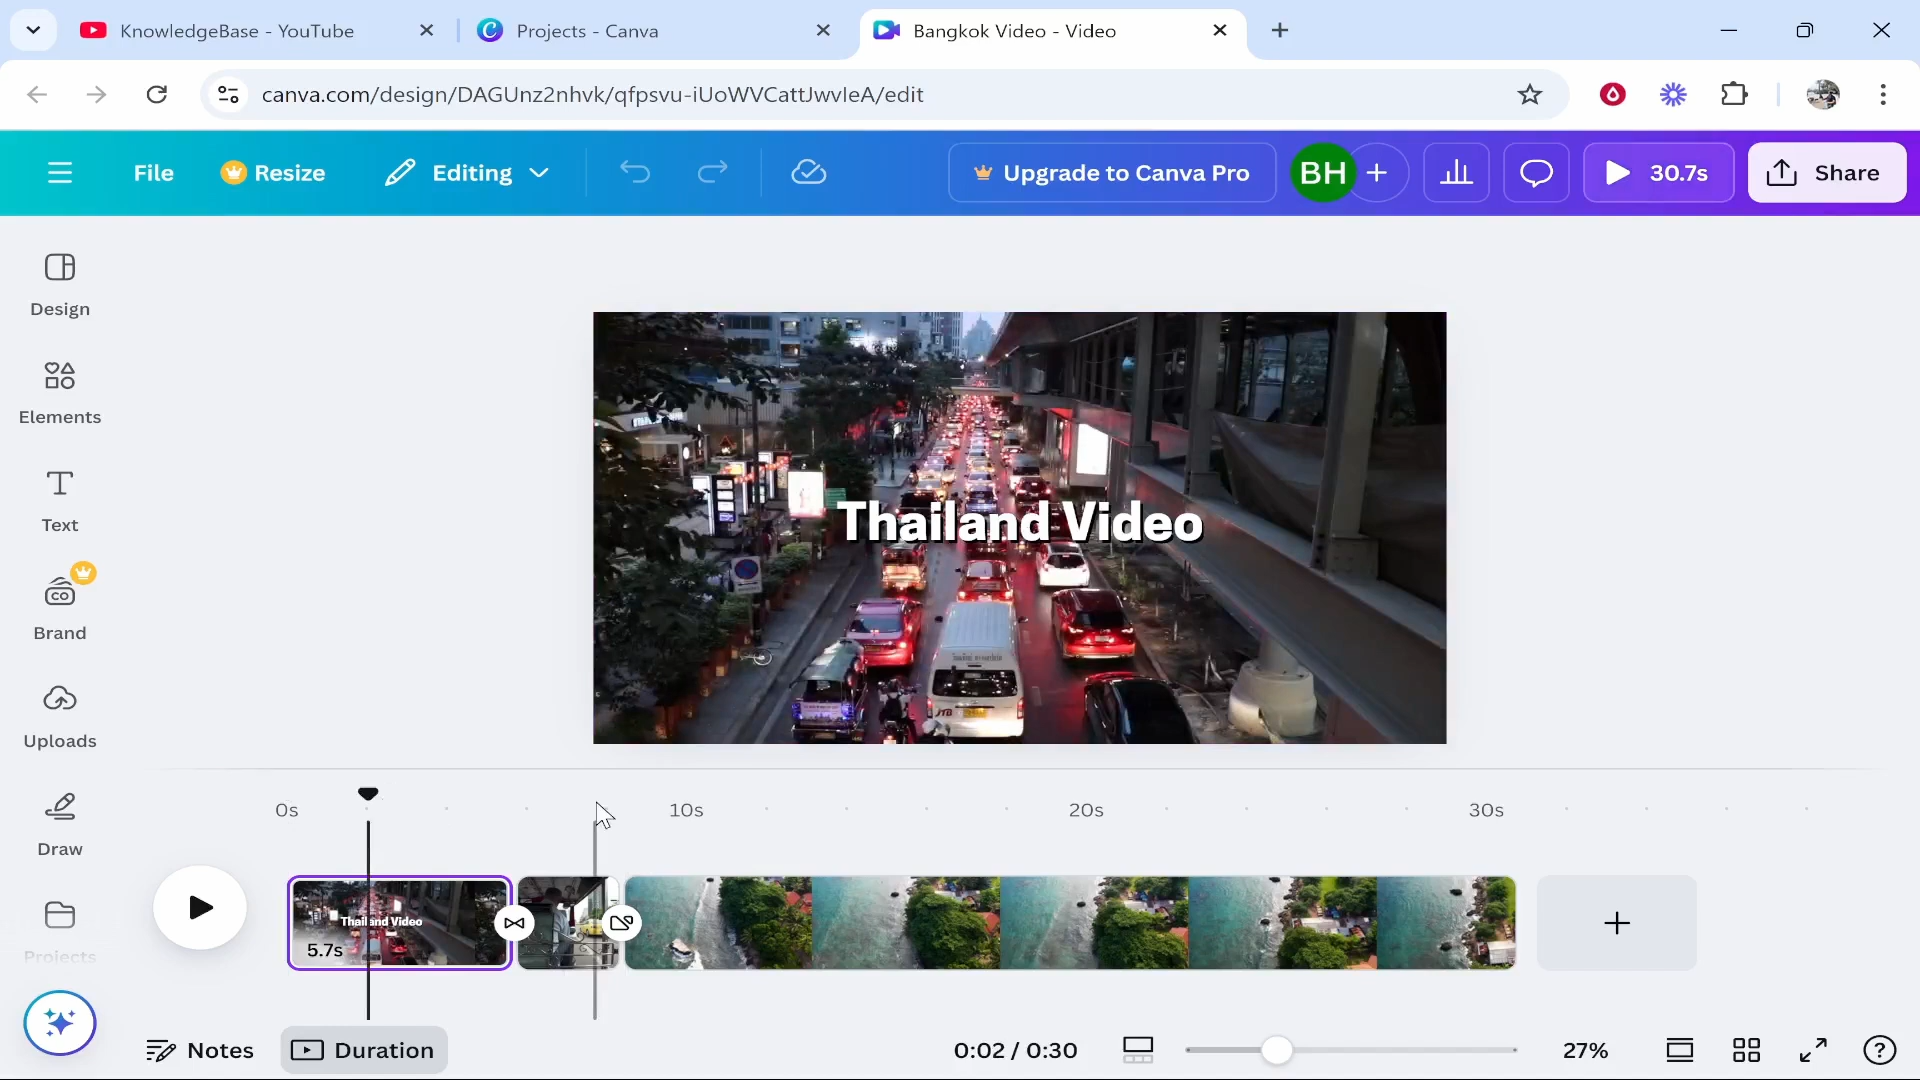 KnowledgeBase - YouTube
Projects - Canva
Bangkok Video - Video
canva.com/design/DAGUnz2nhvk/qfpsvu-iUoWVCattJwvleA/edit
File
Resize
Editing
Upgrade to Canva Pro
BH
30.7s
Share
Design
Elements
Text
CO
Brand
Uploads
Draw
Projects
Thailand Video
JTB
0s
10s
20s
30s
Thailand Video
5.7s
Notes
Duration
0:02 / 0:30
27%